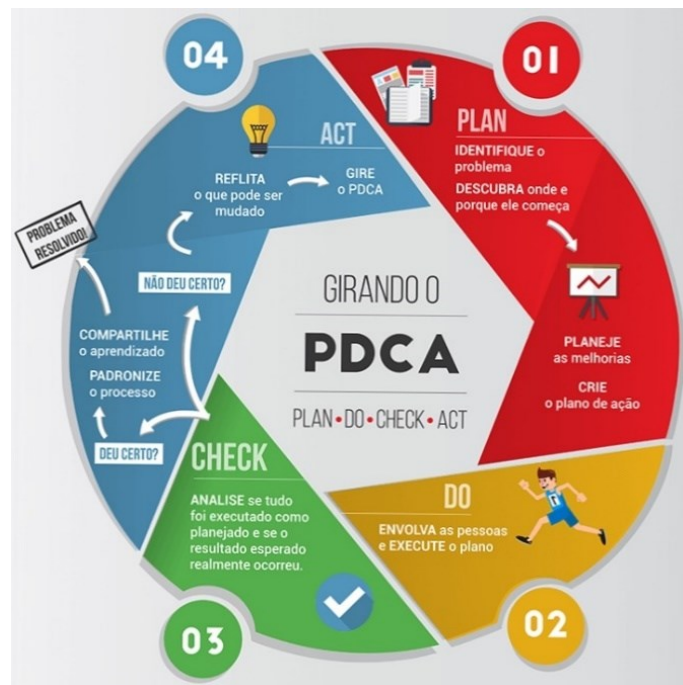 04
01
ACT
PLAN
IDENTIFIQUE o
problema
DESCUBRA onde e
porque ele começa
REFLITA
o que pode ser
mudado
GIRE
o PDCA
PROBLEMA
RESOLVIDO!
NÃO DEU CERTO?
GIRANDO O
PDCA
PLAN•DO•CHECK•ACT
PLANEJE
as melhorias
CRIE
o plano de ação
COMPARTILHE
o aprendizado
PADRONIZE
o processo
DEU CERTO?
CHECK
ANALISE se tudo
foi executado como
planejado e se o
resultado esperado
realmente ocorreu.
DO
ENVOLVA as pessoas
e EXECUTE o plano
1
03
02